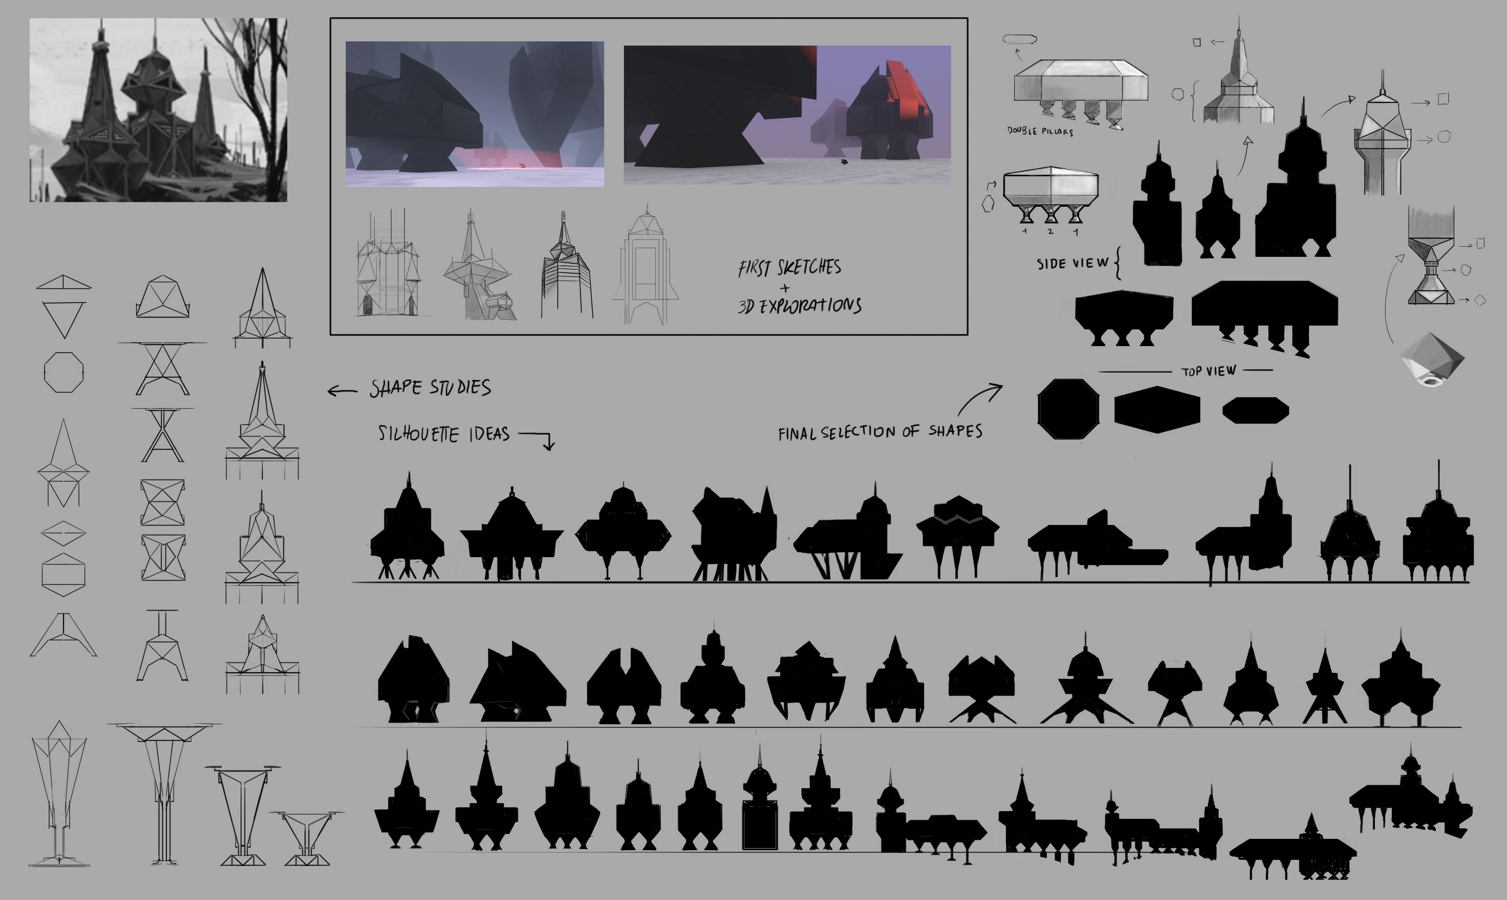 DOUBLE PILLARS
1 2 1
SIDE VIEW
FIRST SKETCHES
+
3D EXPLORATIONS
TOP VIEW
SHAPE STUDIES
SILHOUETTE IDEAS
FINAL SELECTION OF SHAPES